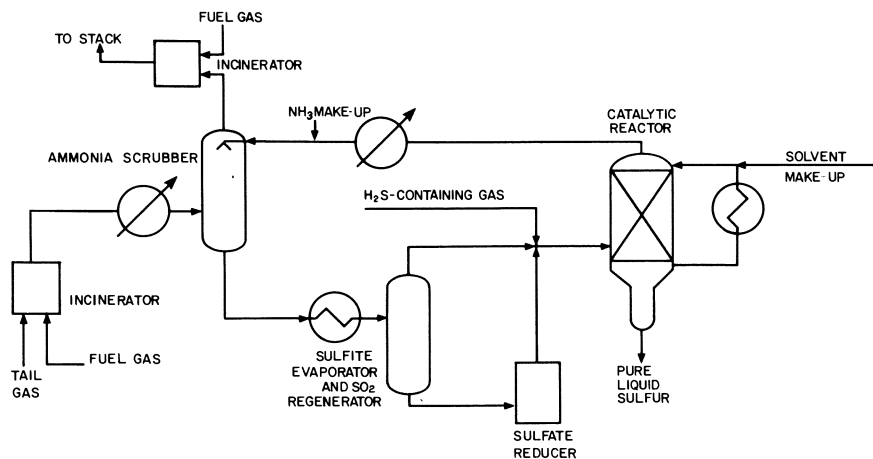 FUEL GAS
TO STACK
INCINERATOR
NH₃ MAKE-UP
CATALYTIC
REACTOR
AMMONIA SCRUBBER
SOLVENT
MAKE-UP
H₂S-CONTAINING GAS
INCINERATOR
FUEL GAS
TAIL
GAS
SULFITE
EVAPORATOR
AND SO₂
REGENERATOR
SULFATE
REDUCER
PURE
LIQUID
SULFUR